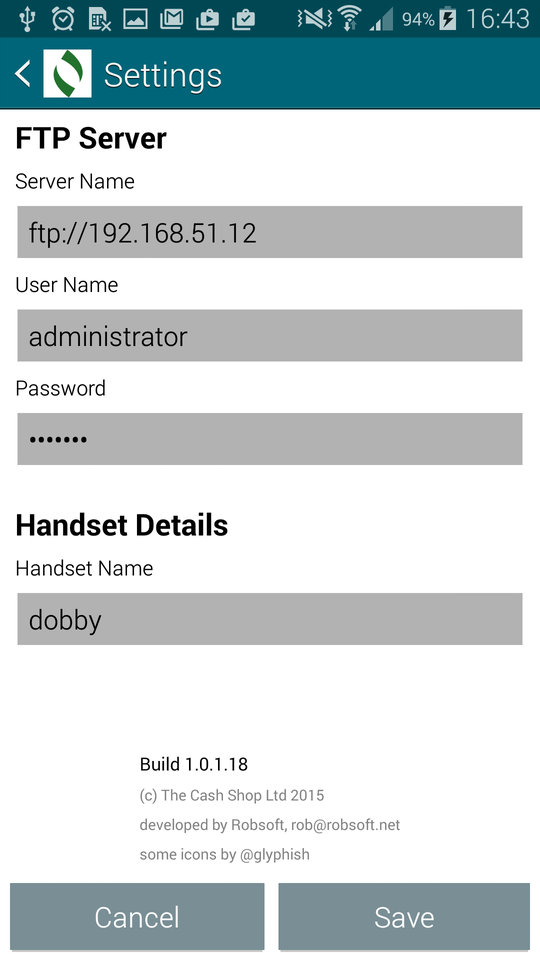 94% 16:43
Settings
FTP Server
Server Name
ftp://192.168.51.12
User Name
administrator
Password
•••••••
Handset Details
Handset Name
dobby
Build 1.0.1.18
(c) The Cash Shop Ltd 2015
developed by Robsoft, rob@robsoft.net
some icons by @glyphish
Cancel Save